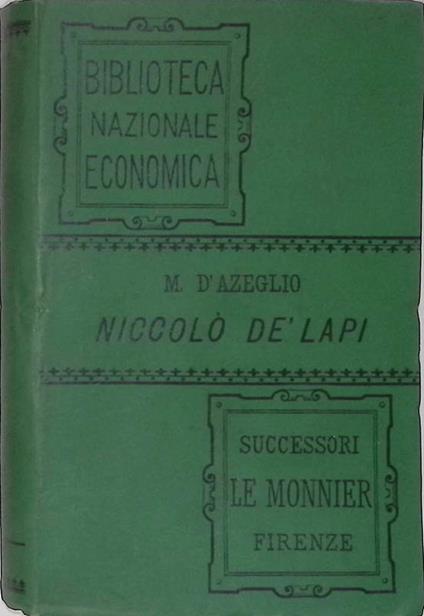 BIBLIOTECA
NAZIONALE
ECONOMICA
M. D'AZEGLIO
NICCOLÒ DE' LAPI
SUCCESSORI
LE MONNIER
FIRENZE